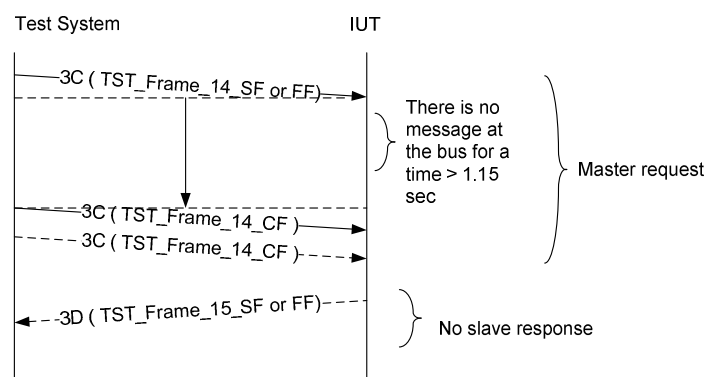 Test System
IUT
3C ( TST_Frame_14_SF or FF)
There is no
message at
the bus for a
time > 1.15
sec
Master request
3C ( TST_Frame_14_CF )
3C ( TST_Frame_14_CF )
3D ( TST_Frame_15_SF or FF)
No slave response